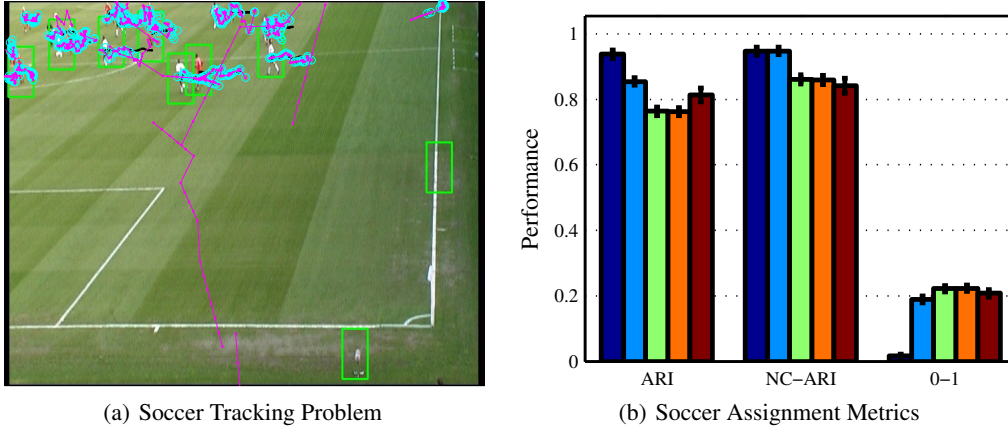 1
0.8
0.6
0.4
0.2
0
Performance
ARI NC−ARI 0−1
(a) Soccer Tracking Problem
(b) Soccer Assignment Metrics